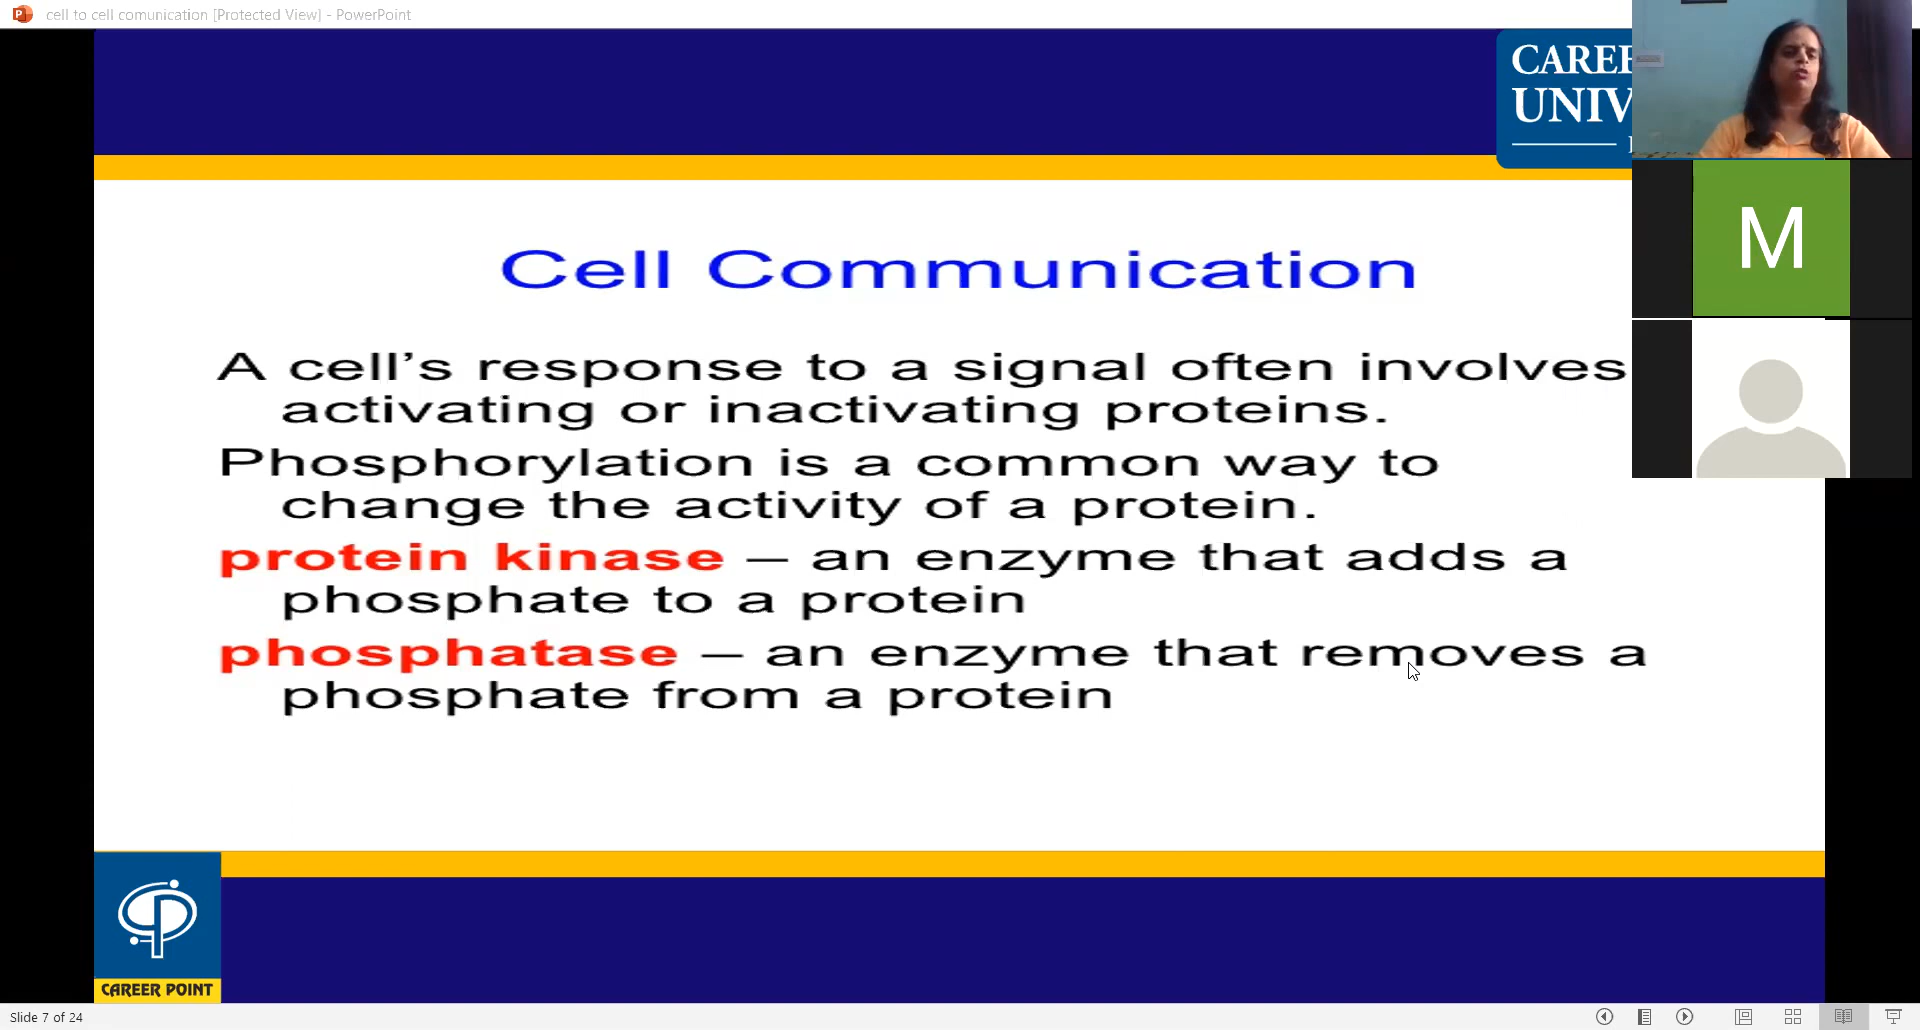 cell to cell comunication [Protected View] - PowerPoint
CAREE
UNIV
M
Cell Communication
A cell’s response to a signal often involves
activating or inactivating proteins.
Phosphorylation is a common way to
change the activity of a protein.
protein kinase – an enzyme that adds a
phosphate to a protein
phosphatase – an enzyme that removes a
phosphate from a protein
CAREER POINT
Slide 7 of 24